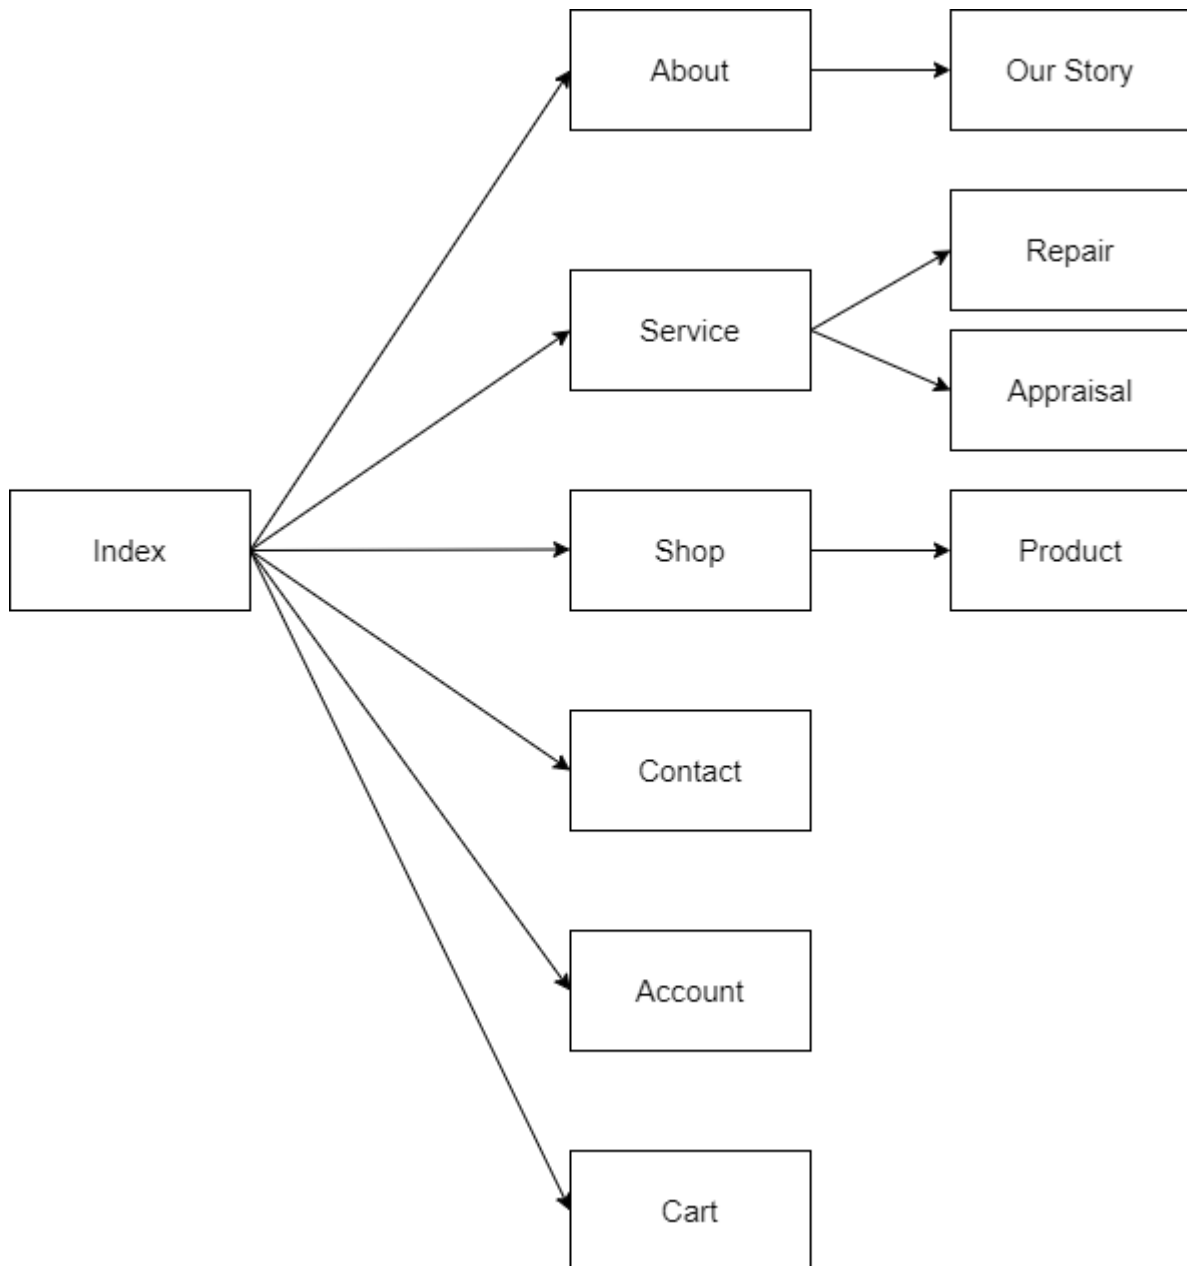 About
Our Story
Repair
Service
Appraisal
Index
Shop
Product
Contact
Account
Cart